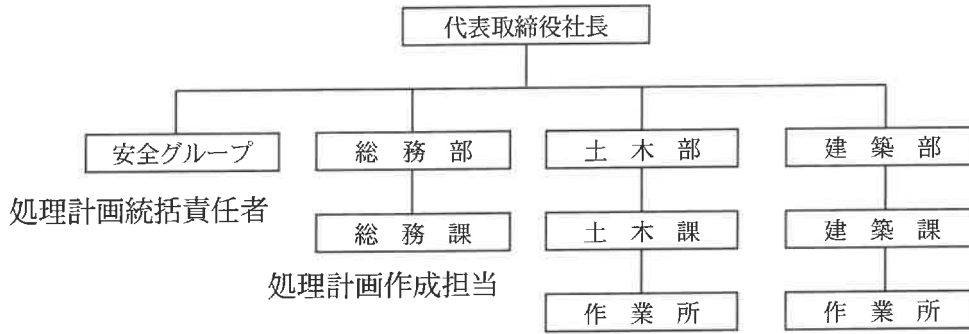 代表取締役社長
安全グループ
総務部
土木部
建築部
処理計画統括責任者
総務課
土木課
建築課
処理計画作成担当
作業所
作業所